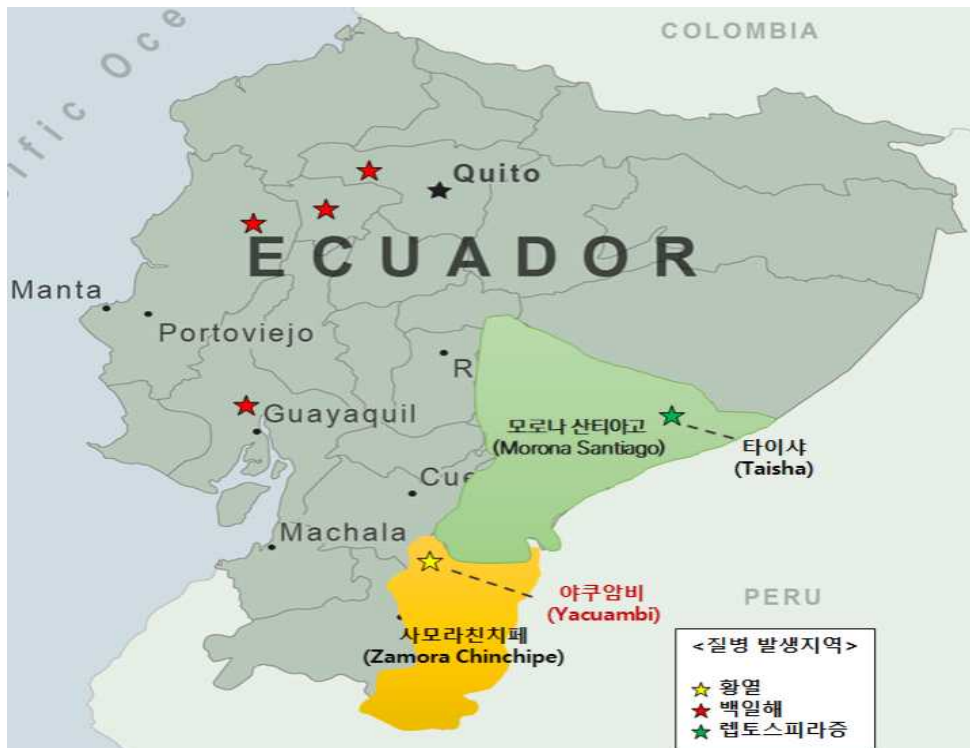 COLOMBIA
ific Oce
Quito
ECUADOR
Manta
Portoviejo
R
Guayaquil
모로나 산티아고
(Morona Santiago)
타이샤
(Taisha)
Cue
Machala
야쿠암비
(Yacuambi)
PERU
사모라친치페
(Zamora Chinchipe)
<질병 발생지역>
황열
백일해
렙토스피라증